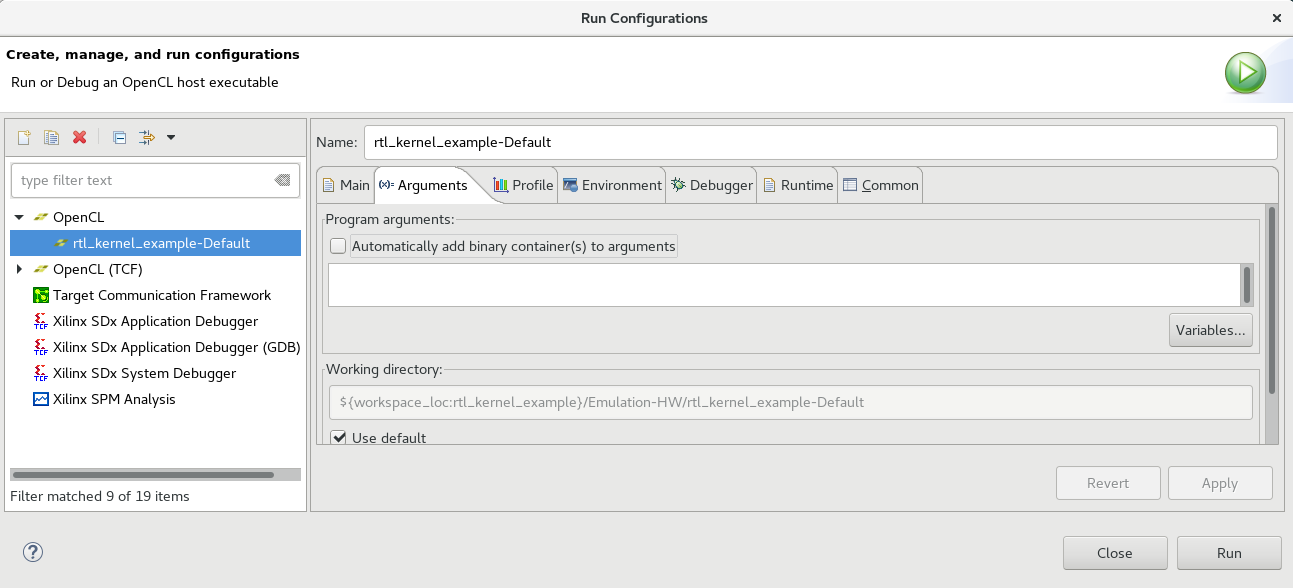 Run Configurations
Create, manage, and run configurations
Run or Debug an OpenCL host executable
type filter text
OpenCL
rtl_kernel_example-Default
OpenCL (TCF)
Target Communication Framework
TCF Xilinx SDx Application Debugger
TCF Xilinx SDx Application Debugger (GDB)
TCF Xilinx SDx System Debugger
Xilinx SPM Analysis
Filter matched 9 of 19 items
Name: rtl_kernel_example-Default
Main (x)= Arguments Profile Environment Debugger Runtime Common
Program arguments:
Automatically add binary container(s) to arguments
Variables...
Working directory:
${workspace_loc:rtl_kernel_example}/Emulation-HW/rtl_kernel_example-Default
Use default
Revert Apply
? Close Run